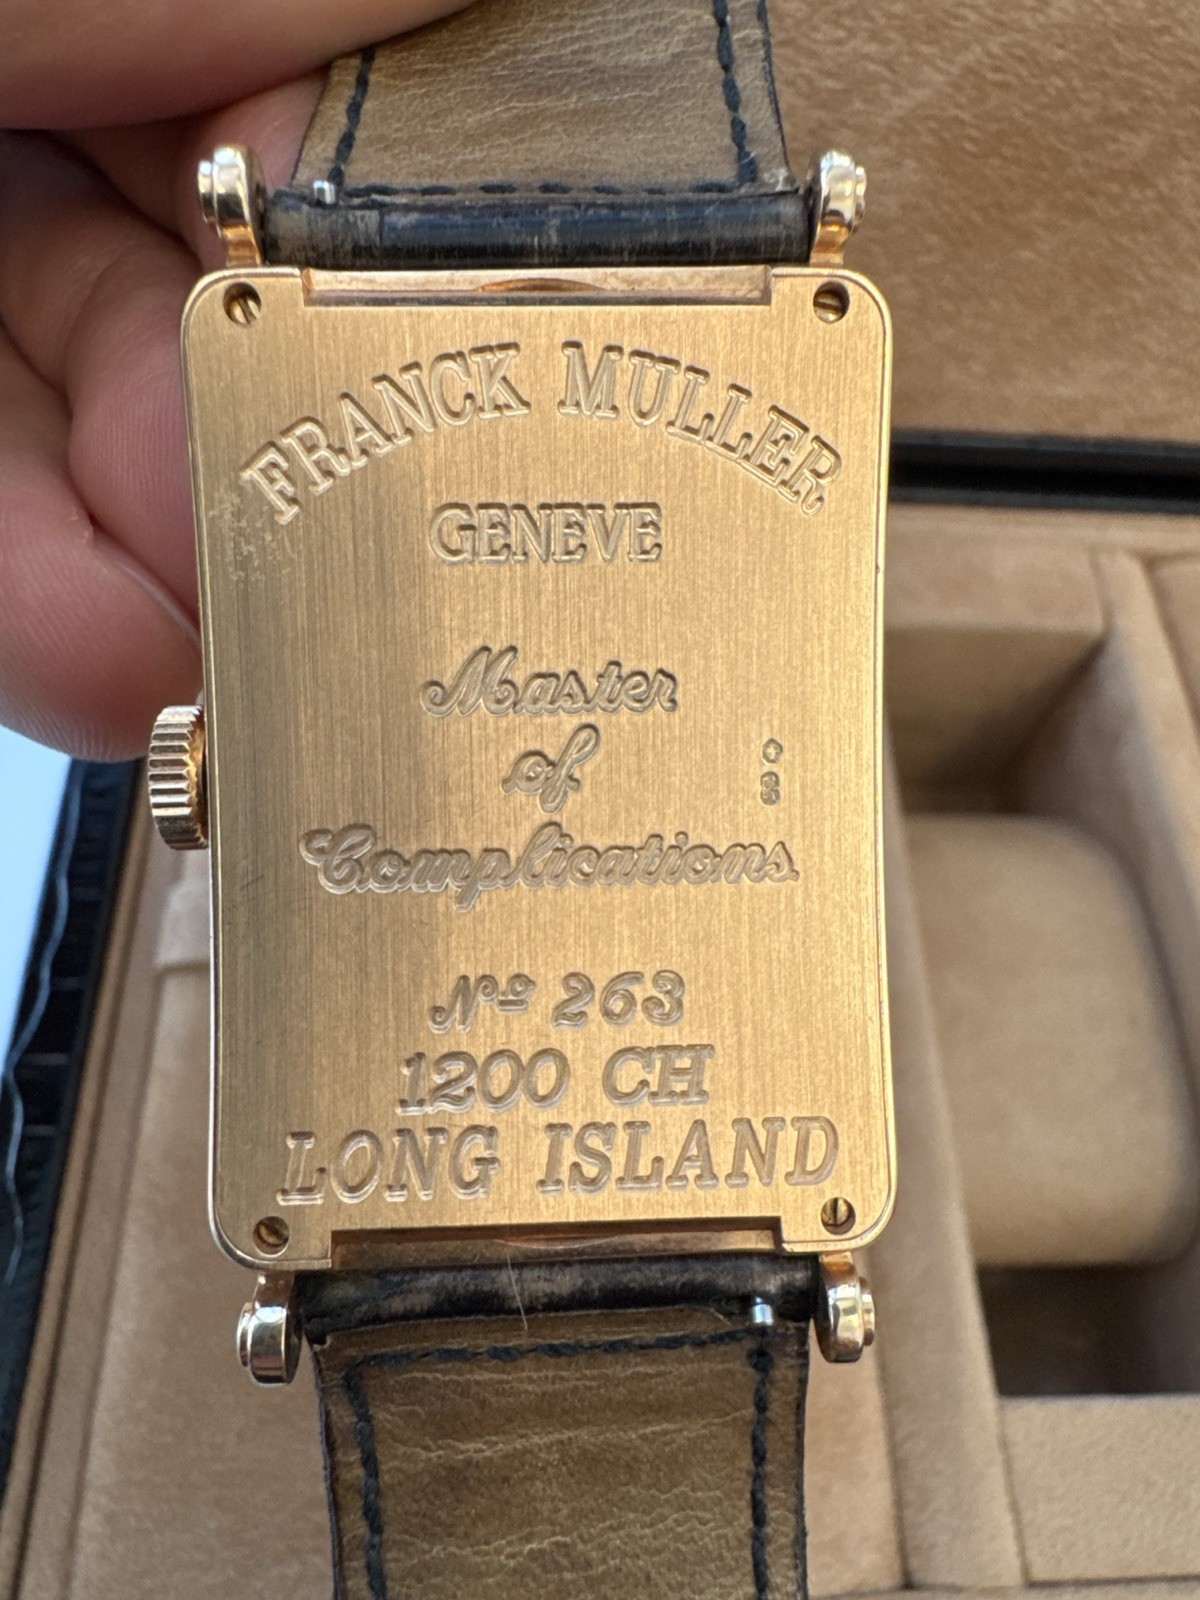 FRANCK MULLER
GENEVE
Master
of
Complications
Nº 263
1200 CH
LONG ISLAND